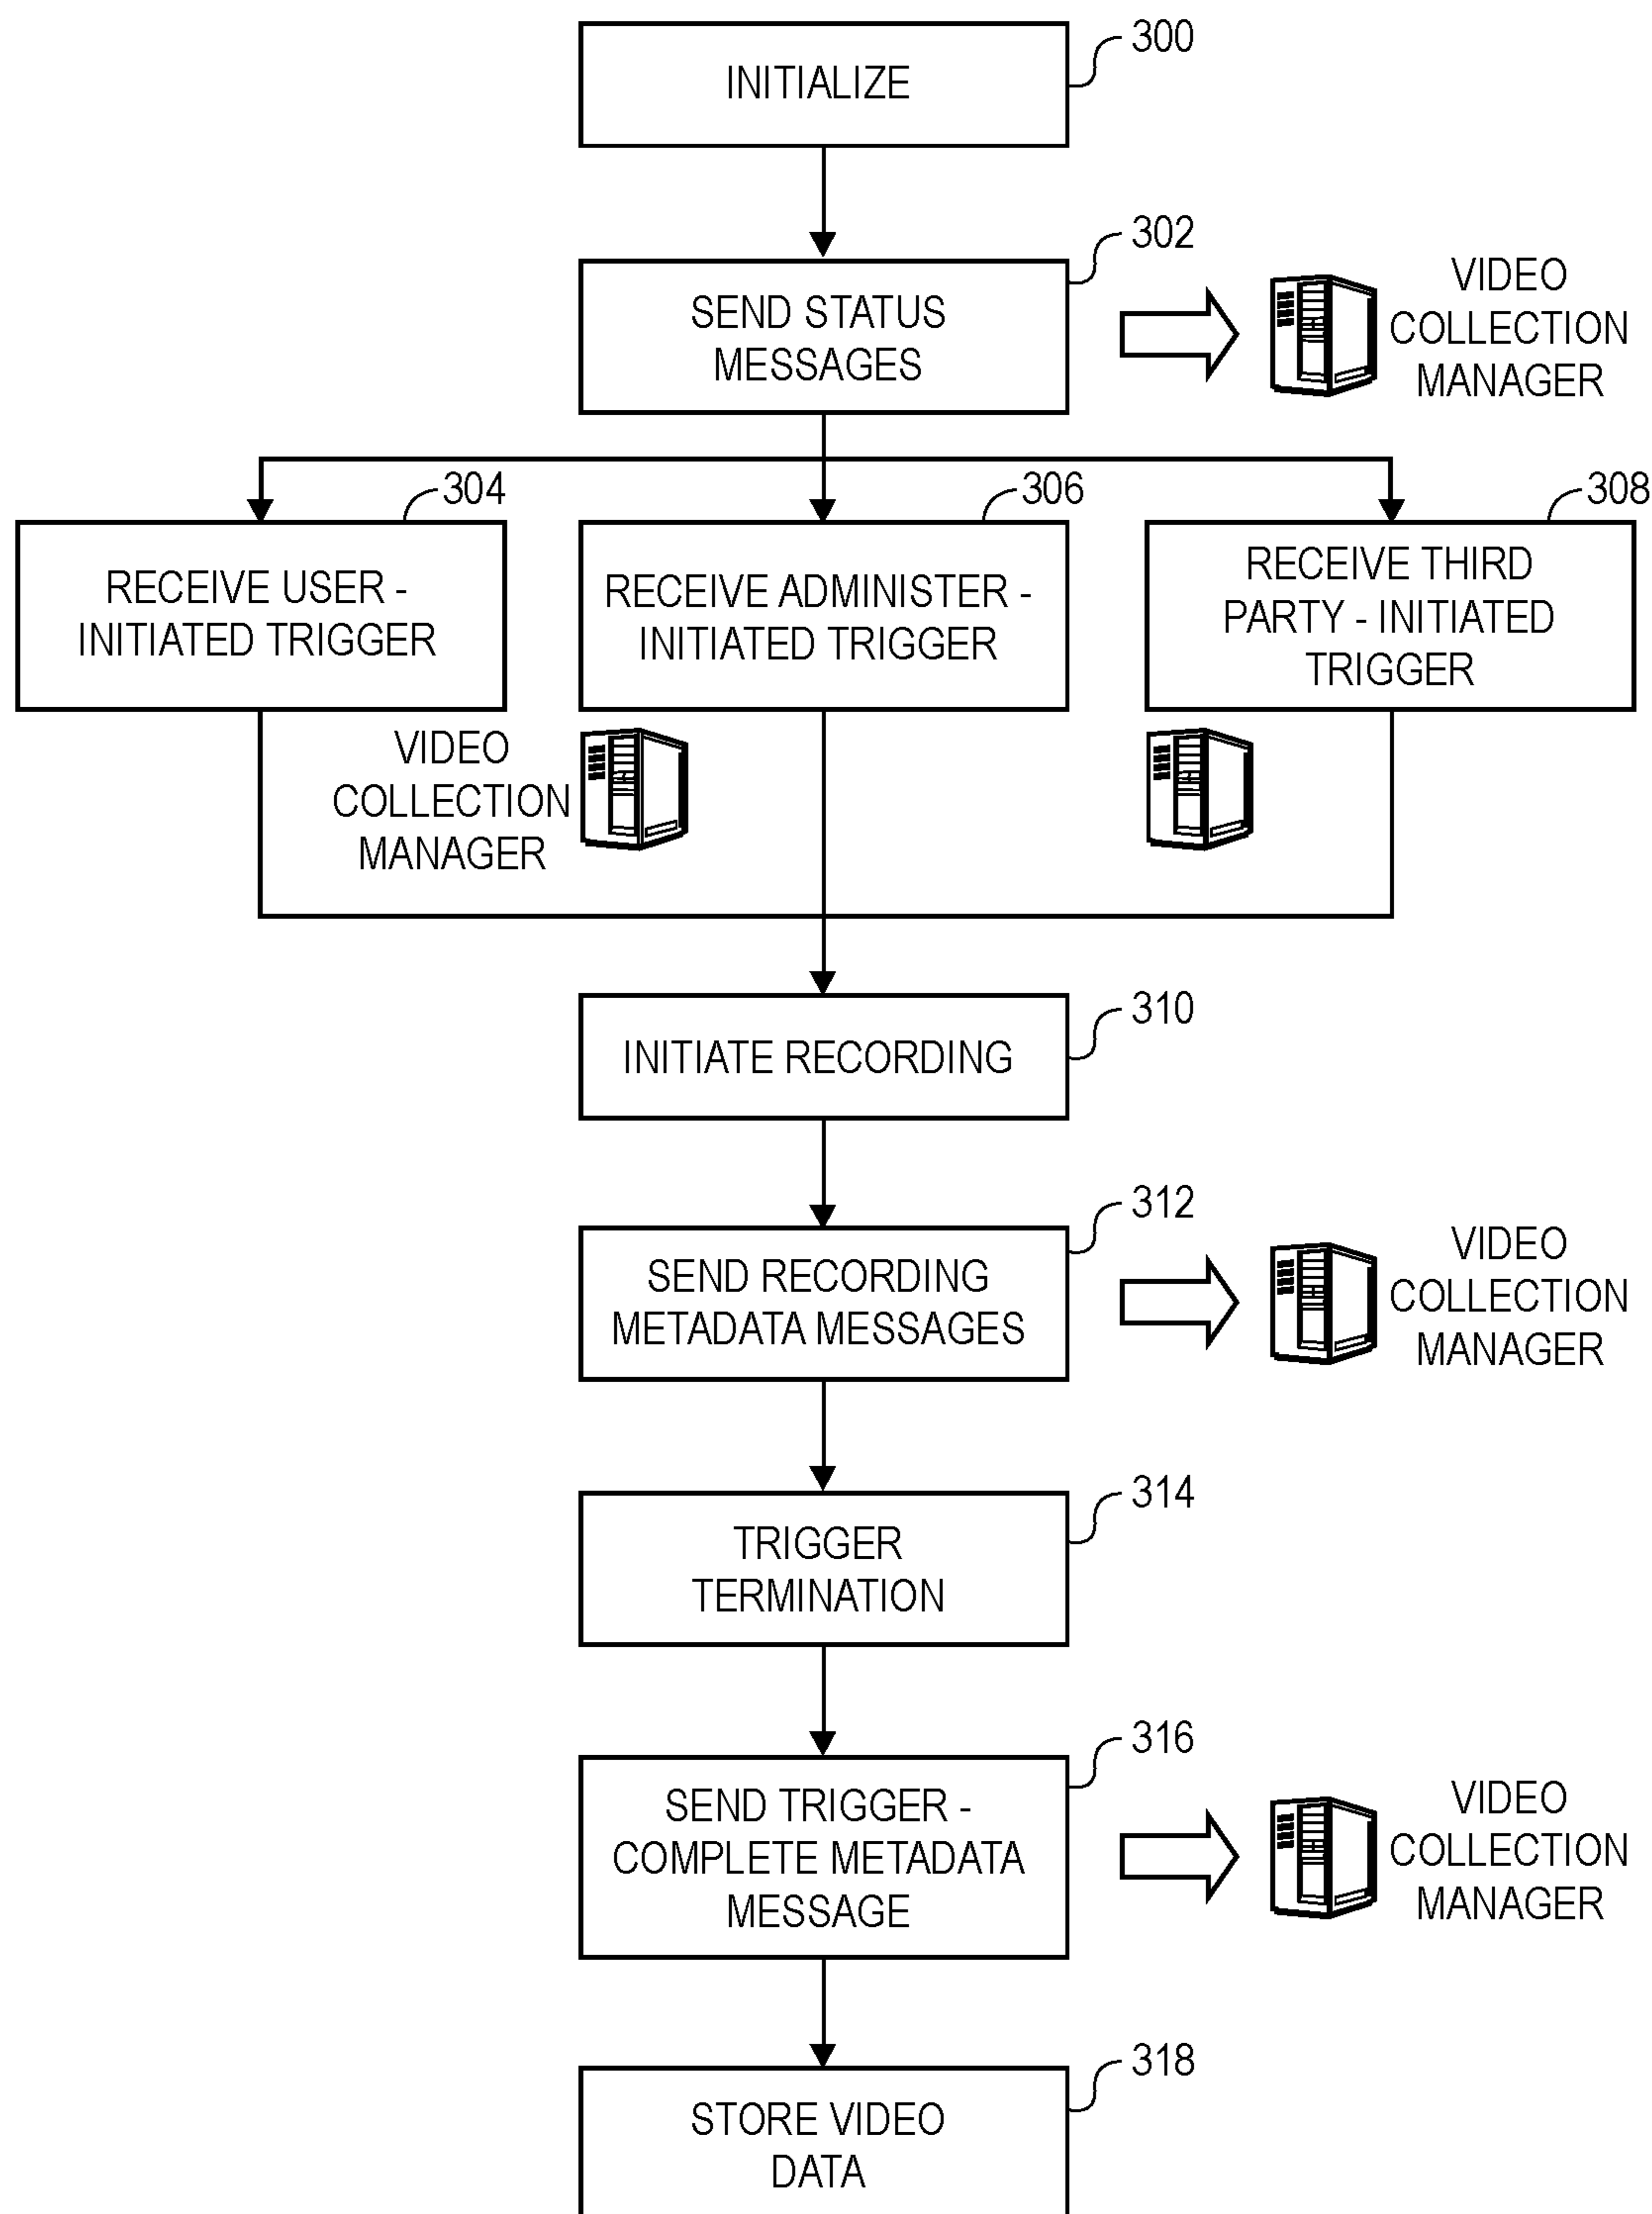 300
INITIALIZE
302
SEND STATUS
MESSAGES
VIDEO
COLLECTION
MANAGER
304
RECEIVE USER -
INITIATED TRIGGER
306
RECEIVE ADMINISTER -
INITIATED TRIGGER
308
RECEIVE THIRD
PARTY - INITIATED
TRIGGER
VIDEO
COLLECTION
MANAGER
310
INITIATE RECORDING
312
SEND RECORDING
METADATA MESSAGES
VIDEO
COLLECTION
MANAGER
314
TRIGGER
TERMINATION
316
SEND TRIGGER -
COMPLETE METADATA
MESSAGE
VIDEO
COLLECTION
MANAGER
318
STORE VIDEO
DATA